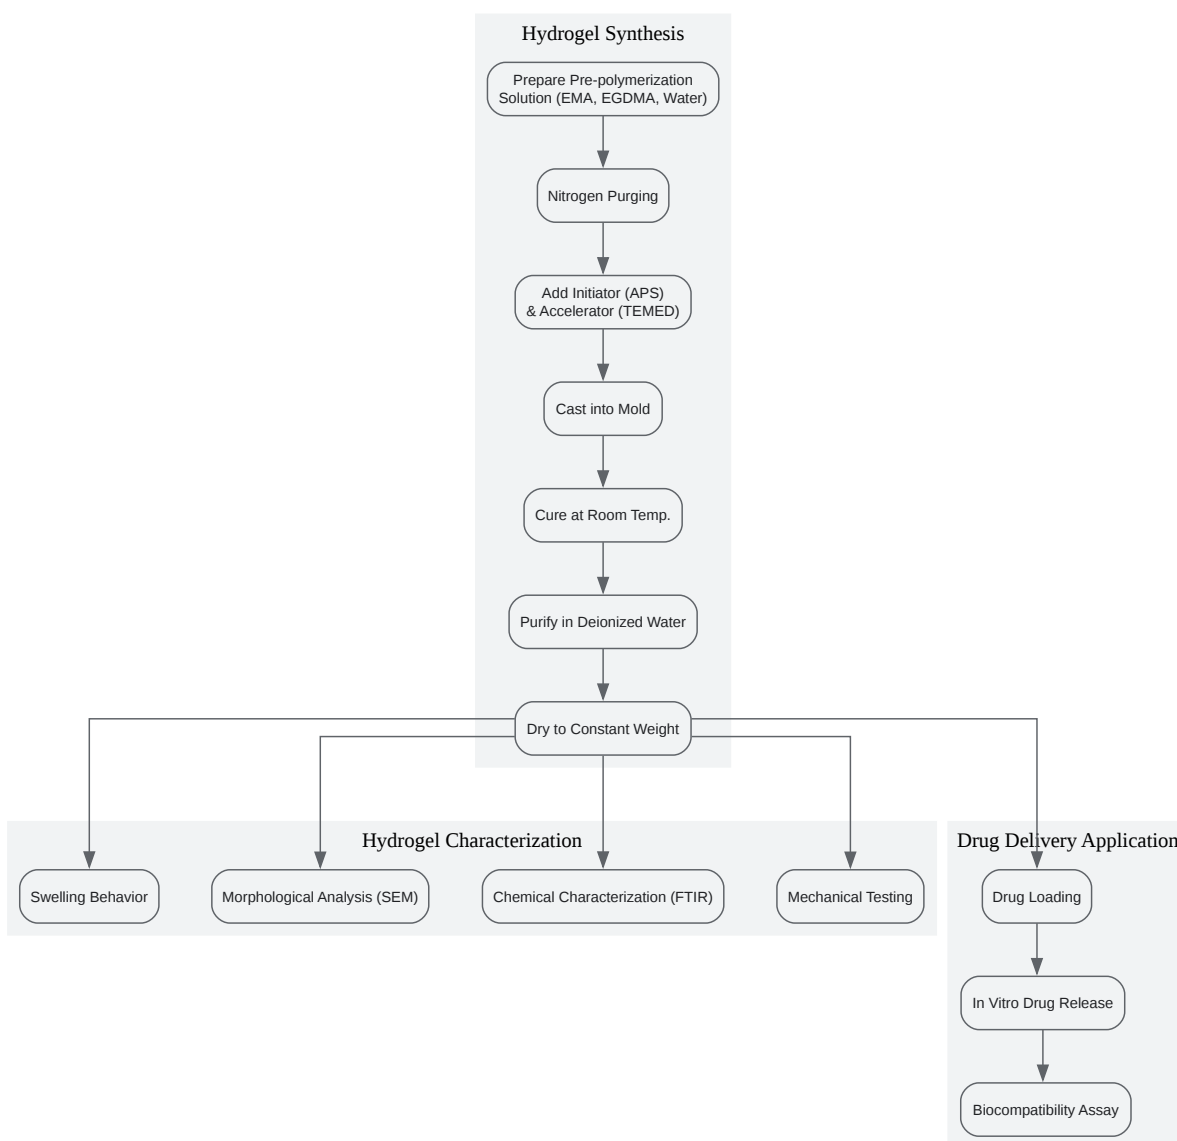 Hydrogel Synthesis
Prepare Pre-polymerization
Solution (EMA, EGDMA, Water)
Nitrogen Purging
Add Initiator (APS)
& Accelerator (TEMED)
Cast into Mold
Cure at Room Temp.
Purify in Deionized Water
Dry to Constant Weight
Hydrogel Characterization
Swelling Behavior
Morphological Analysis (SEM)
Chemical Characterization (FTIR)
Mechanical Testing
Drug Delivery Application
Drug Loading
In Vitro Drug Release
Biocompatibility Assay